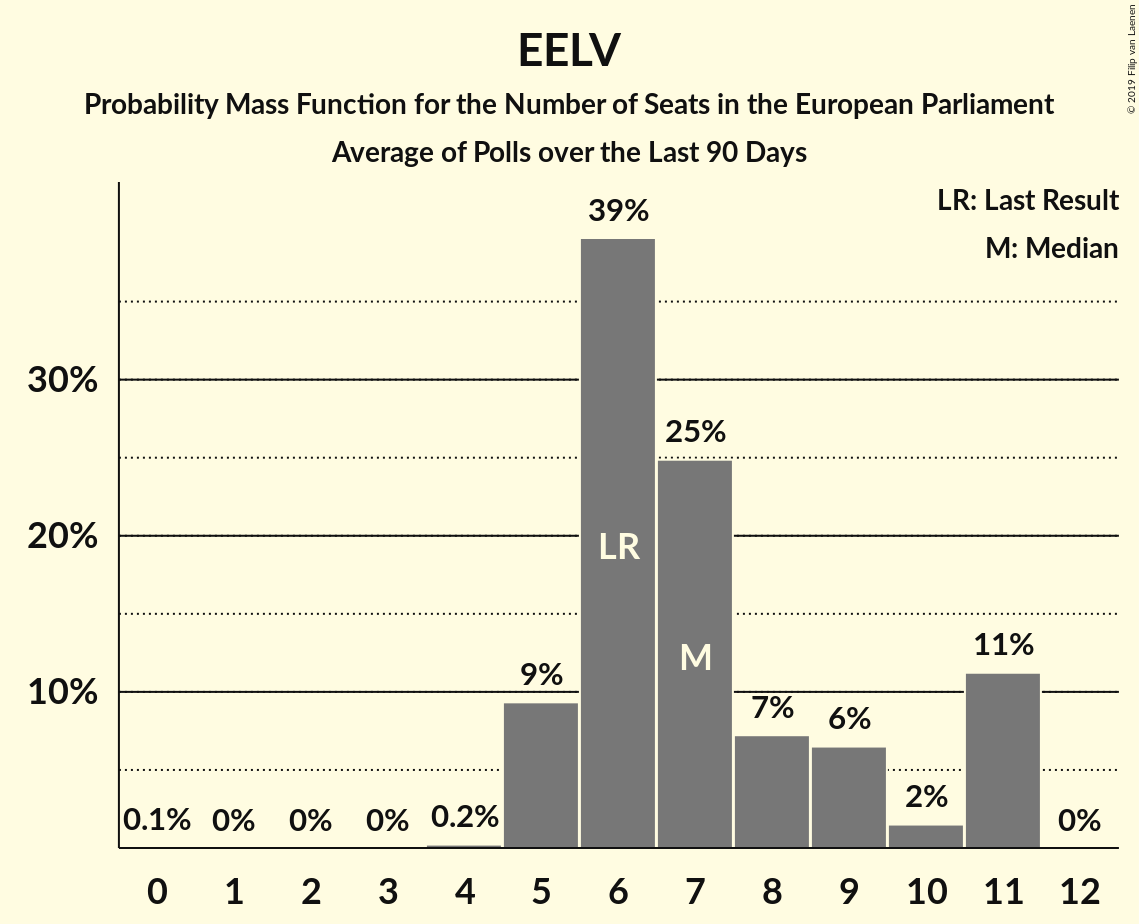 EELV
Probability Mass Function for the Number of Seats in the European Parliament
Average of Polls over the Last 90 Days
© 2019 Filip van Laenen
LR: Last Result
M: Median
39%
30%
25%
20%
LR
M
11%
10%
9%
7%
6%
2%
0.1% 0% 0% 0% 0.2% 0%
0 1 2 3 4 5 6 7 8 9 10 11 12